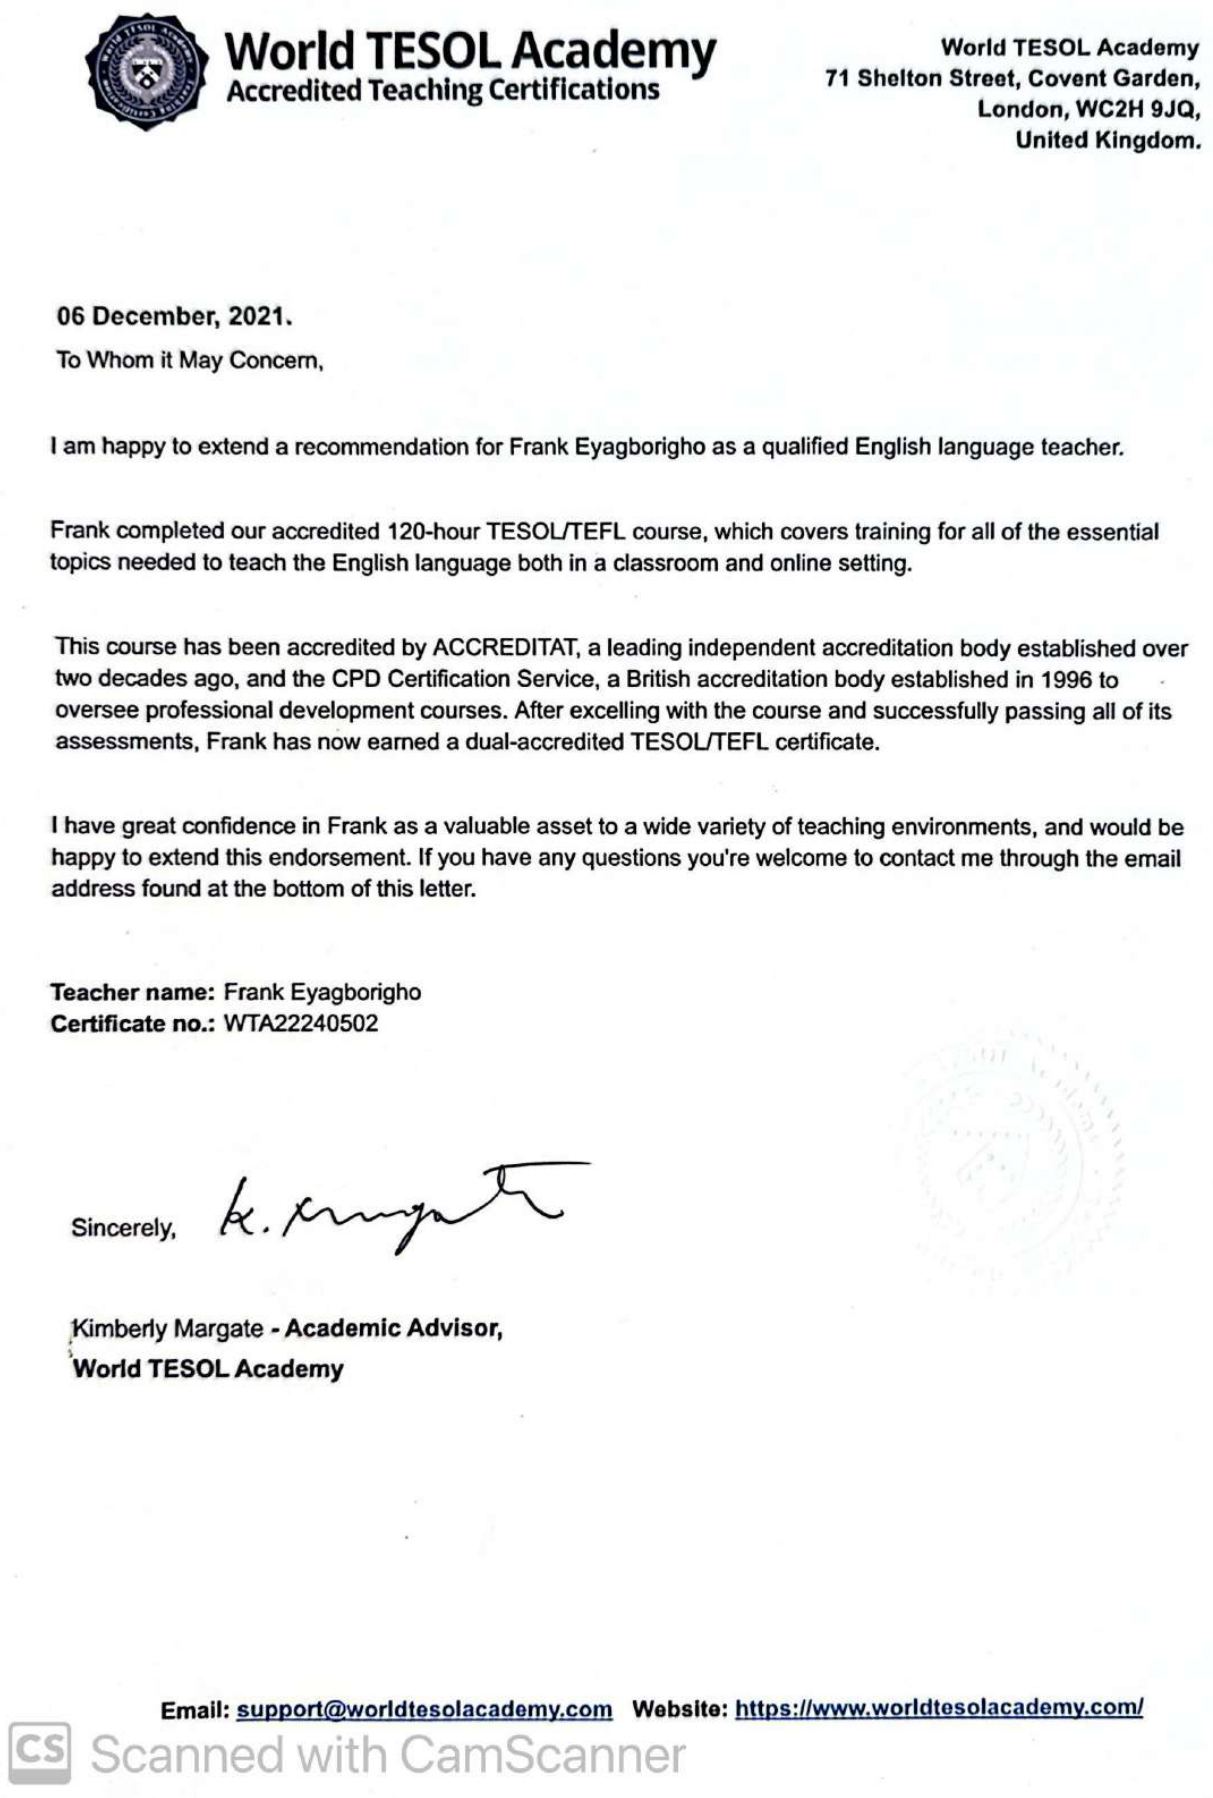 World TESOL Academy
Accredited Teaching Certifications
World TESOL Academy
71 Shelton Street, Covent Garden,
London, WC2H 9JQ,
United Kingdom.
06 December, 2021.
To Whom it May Concern,
I am happy to extend a recommendation for Frank Eyagborigho as a qualified English language teacher.
Frank completed our accredited 120-hour TESOL/TEFL course, which covers training for all of the essential
topics needed to teach the English language both in a classroom and online setting.
This course has been accredited by ACCREDITAT, a leading independent accreditation body established over
two decades ago, and the CPD Certification Service, a British accreditation body established in 1996 to
oversee professional development courses. After excelling with the course and successfully passing all of its
assessments, Frank has now earned a dual-accredited TESOL/TEFL certificate.
I have great confidence in Frank as a valuable asset to a wide variety of teaching environments, and would be
happy to extend this endorsement. If you have any questions you're welcome to contact me through the email
address found at the bottom of this letter.
Teacher name: Frank Eyagborigho
Certificate no.: WTA22240502
Sincerely,
Kimberly Margate - Academic Advisor,
World TESOL Academy
Email: support@worldtesolacademy.com Website: https://www.worldtesolacademy.com/
CS Scanned with CamScanner